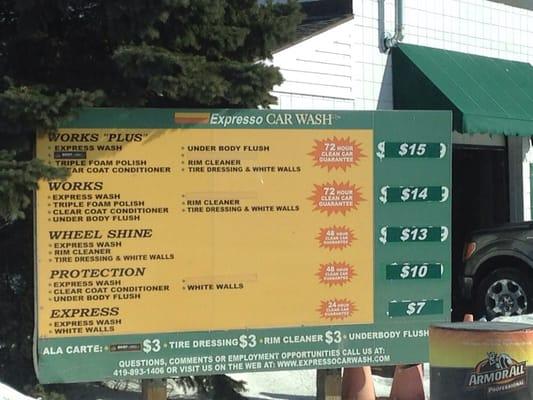 Expresso CAR WASH
WORKS "PLUS"
• EXPRESS WASH
• TRIPLE FOAM POLISH
• CLEAR COAT CONDITIONER
• UNDER BODY FLUSH
• RIM CLEANER
• TIRE DRESSING & WHITE WALLS
72 HOUR
CLEAN CAR
GUARANTEE
$15
WORKS
• EXPRESS WASH
• TRIPLE FOAM POLISH
• CLEAR COAT CONDITIONER
• UNDER BODY FLUSH
• RIM CLEANER
• TIRE DRESSING & WHITE WALLS
72 HOUR
CLEAN CAR
GUARANTEE
$14
WHEEL SHINE
• EXPRESS WASH
• RIM CLEANER
• TIRE DRESSING & WHITE WALLS
48 HOUR
CLEAN CAR
GUARANTEE
$13
PROTECTION
• EXPRESS WASH
• CLEAR COAT CONDITIONER
• UNDER BODY FLUSH
• WHITE WALLS
48 HOUR
CLEAN CAR
GUARANTEE
$10
EXPRESS
• EXPRESS WASH
• WHITE WALLS
24 HOUR
CLEAN CAR
GUARANTEE
$7
ALA CARTE: $3 • TIRE DRESSING $3 • RIM CLEANER $3 • UNDERBODY FLUSH
QUESTIONS, COMMENTS OR EMPLOYMENT OPPORTUNITIES CALL US AT:
419-893-1406 OR VISIT US ON THE WEB AT: WWW.EXPRESSOCARWASH.COM
ARMORALL
PROFESSIONAL